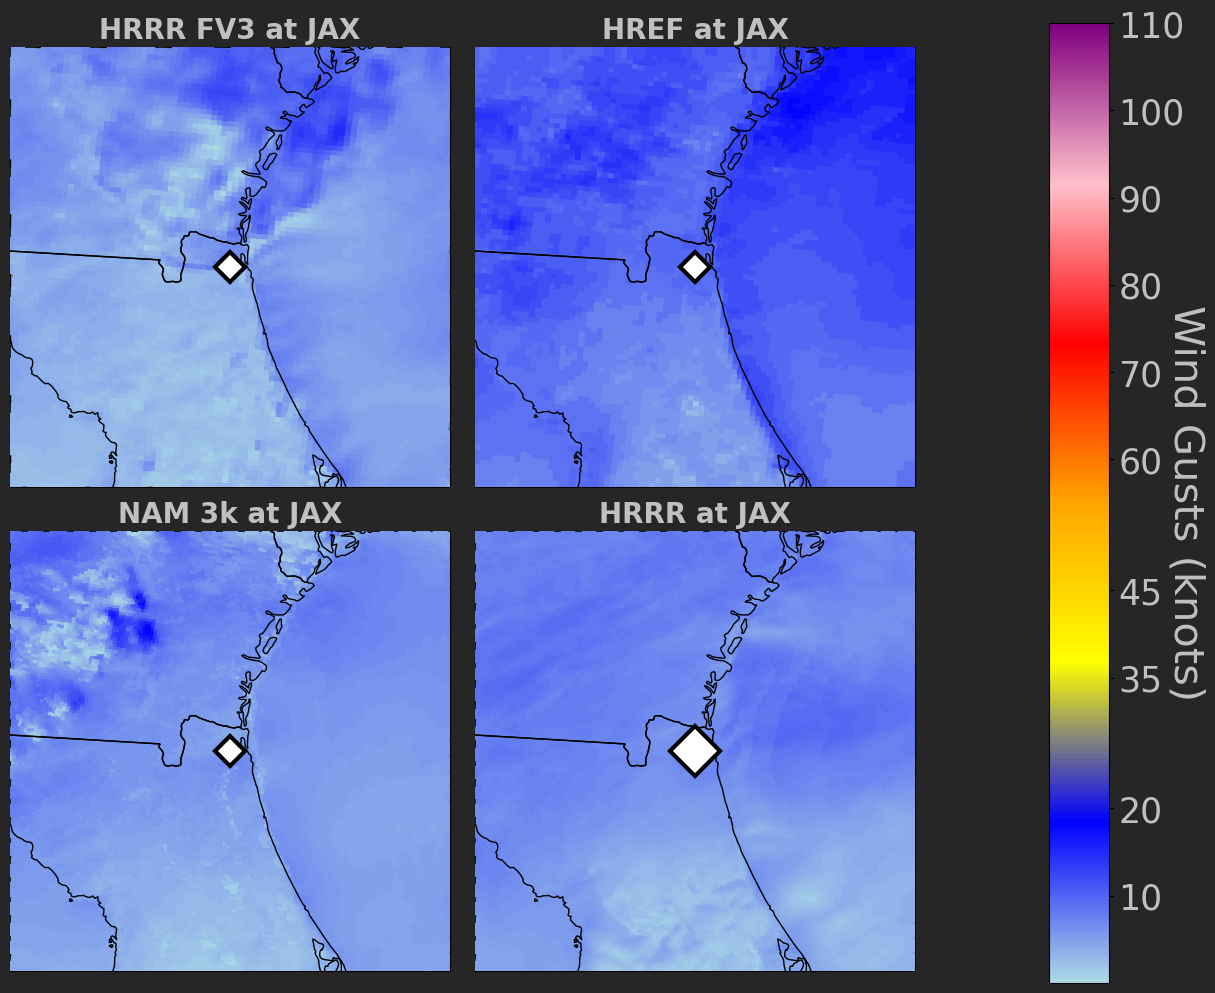 HRRR FV3 at JAX
HREF at JAX
NAM 3k at JAX
HRRR at JAX
110
100
90
80
70
60
45
35
20
10
Wind Gusts (knots)